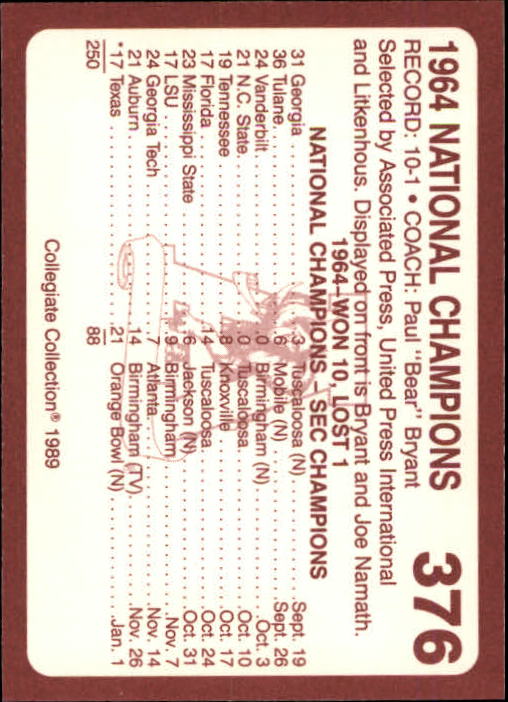 1964 NATIONAL CHAMPIONS 376
RECORD: 10-1 • COACH: Paul "Bear" Bryant
Selected by Associated Press, United Press International
and Litkenhous. Displayed on front is Bryant and Joe Namath.
1964-WON 10, LOST 1
NATIONAL CHAMPIONS - SEC CHAMPIONS
31 Georgia 3 Tuscaloosa (N) Sept. 19
36 Tulane 6 Mobile (N) Sept. 26
24 Vanderbilt 0 Birmingham (N) Oct. 3
21 N.C. State 0 Tuscaloosa Oct. 10
19 Tennessee 8 Knoxville Oct. 17
17 Florida 14 Tuscaloosa Oct. 24
23 Mississippi State 6 Jackson (N) Oct. 31
17 LSU 9 Birmingham Nov. 7
24 Georgia Tech 7 Atlanta Nov. 14
21 Auburn 14 Birmingham (TV) Nov. 26
*17 Texas 21 Orange Bowl (N) Jan. 1
250 88
Collegiate Collection® 1989